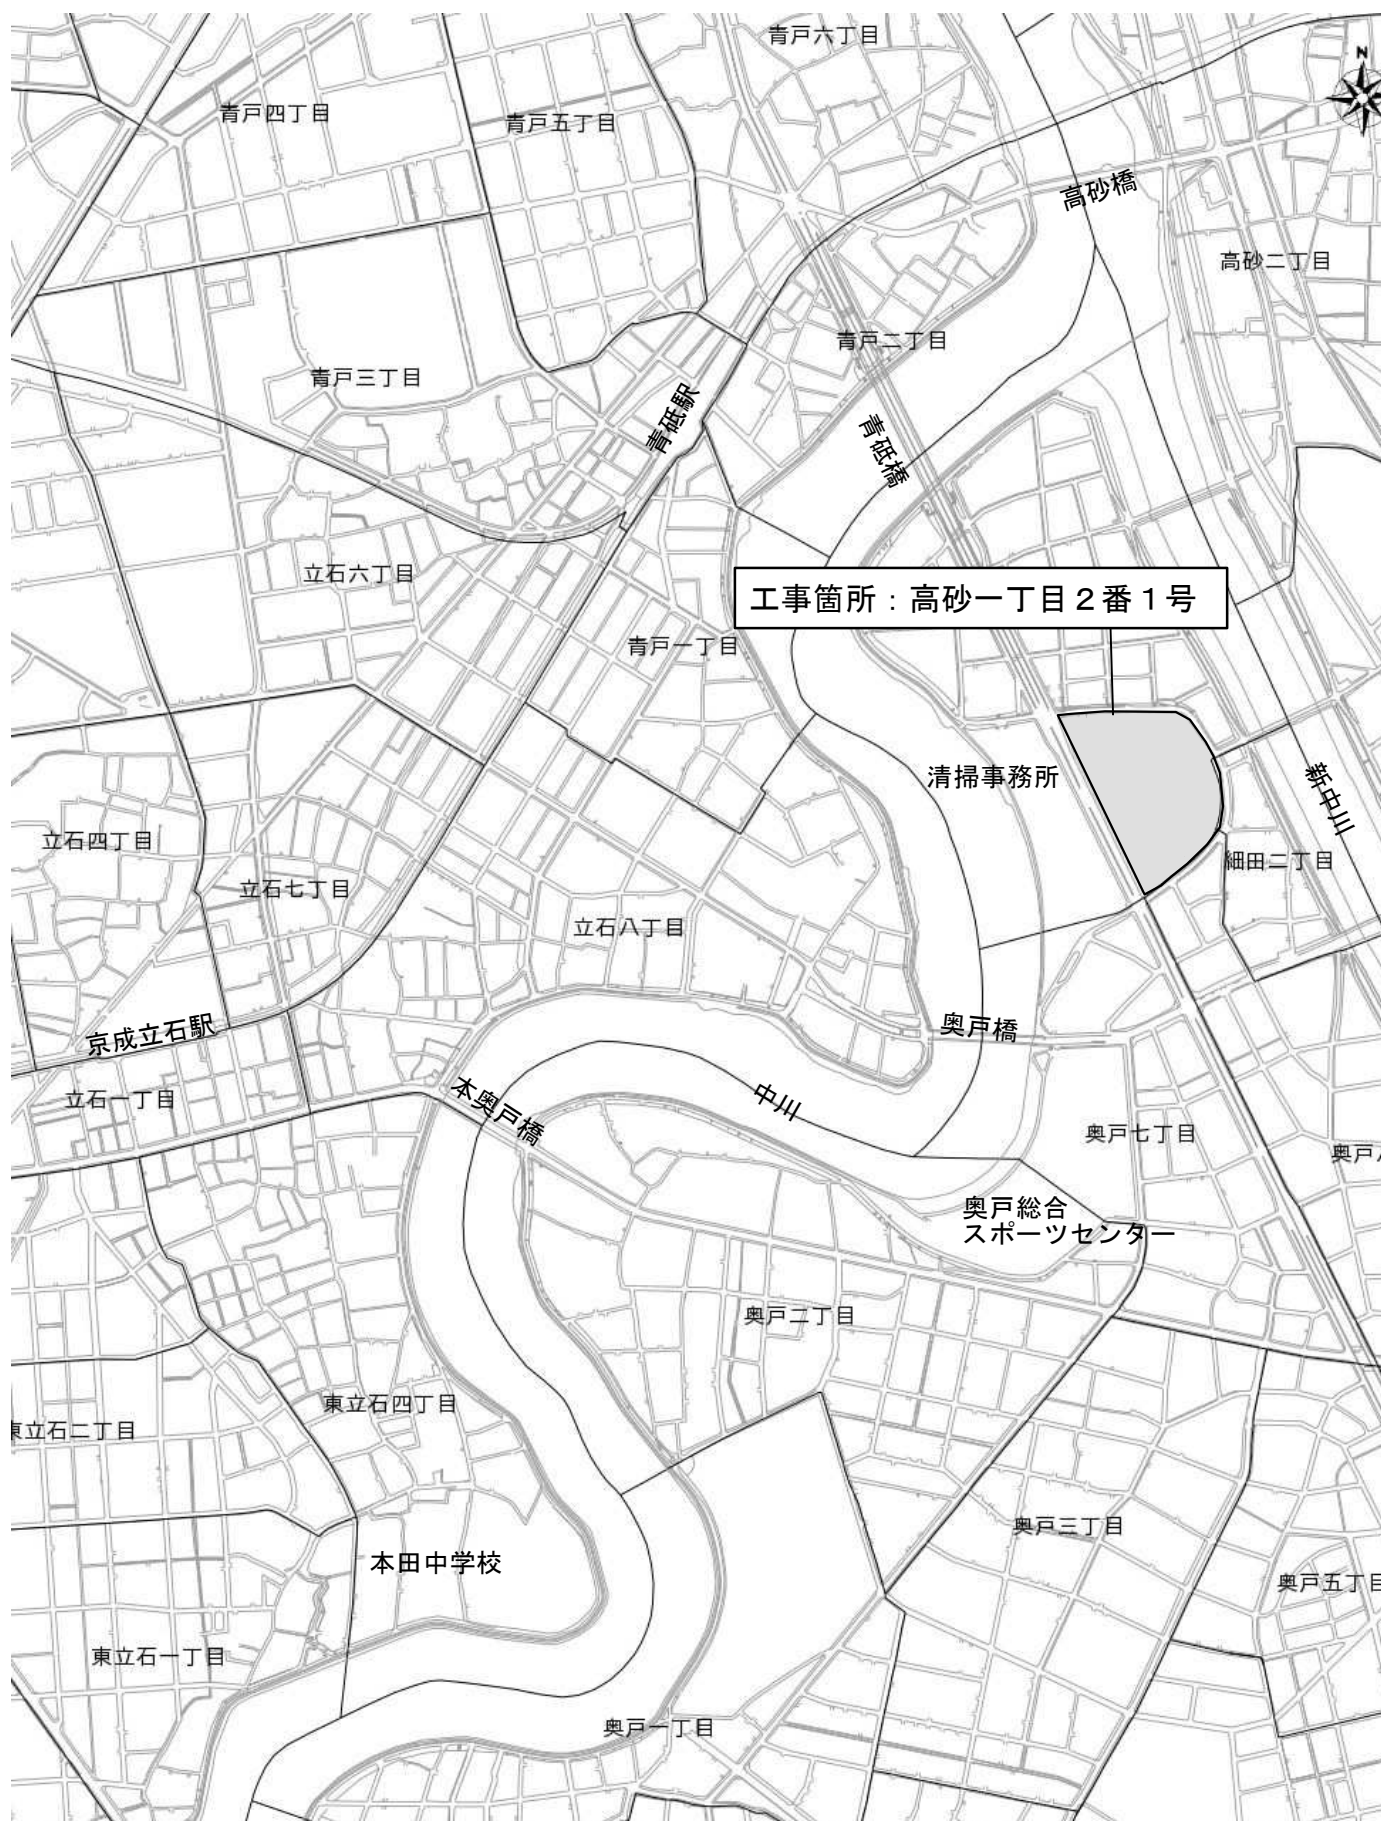 青戸六丁目
N
青戸四丁目
青戸五丁目
高砂橋
高砂二丁目
青戸二丁目
青戸三丁目
青砥駅
青砥橋
立石六丁目
工事箇所：高砂一丁目２番１号
青戸一丁目
清掃事務所
新中川
立石四丁目
細田二丁目
立石七丁目
立石八丁目
京成立石駅
奥戸橋
立石一丁目
本奥戸橋
中川
奥戸七丁目
奥戸八
奥戸総合
スポーツセンター
奥戸二丁目
東立石四丁目
東立石二丁目
奥戸三丁目
本田中学校
奥戸五丁目
東立石一丁目
奥戸一丁目